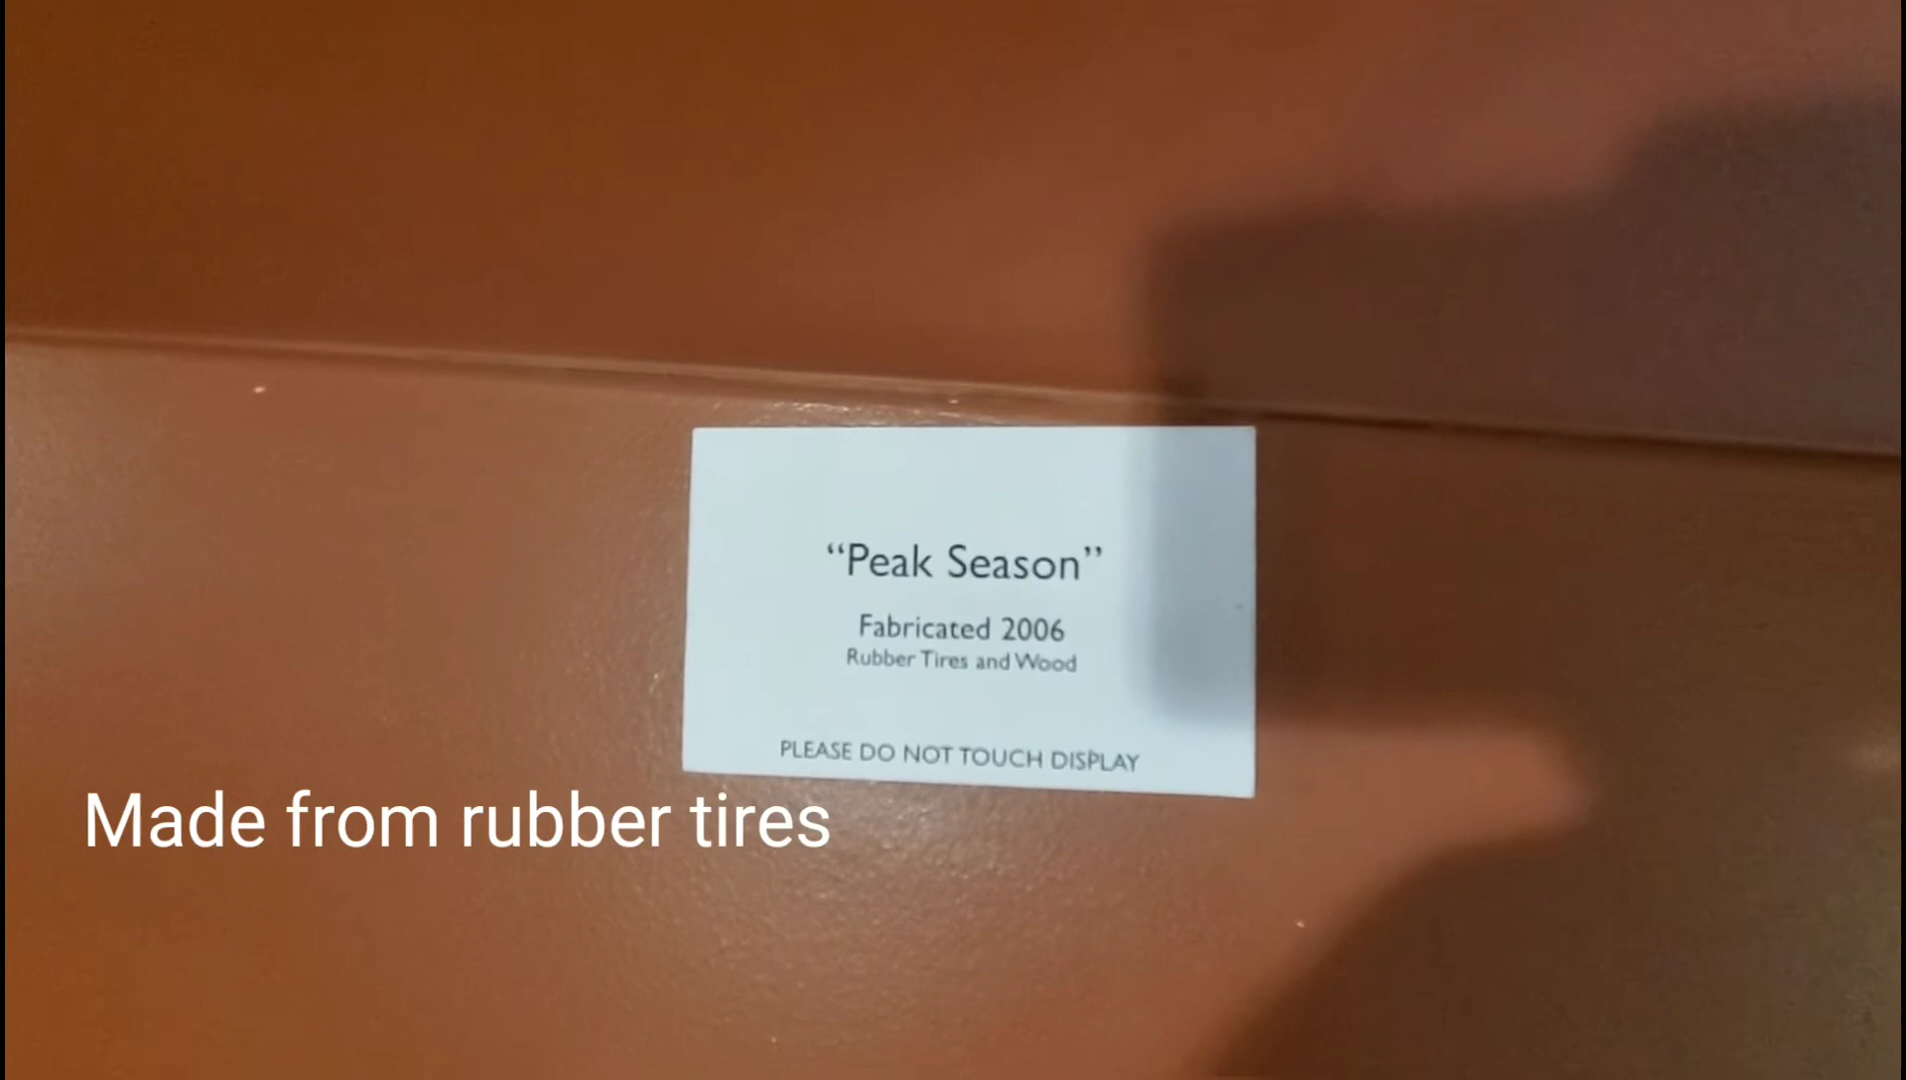 “Peak Season”
Fabricated 2006
Rubber Tires and Wood
PLEASE DO NOT TOUCH DISPLAY
Made from rubber tires